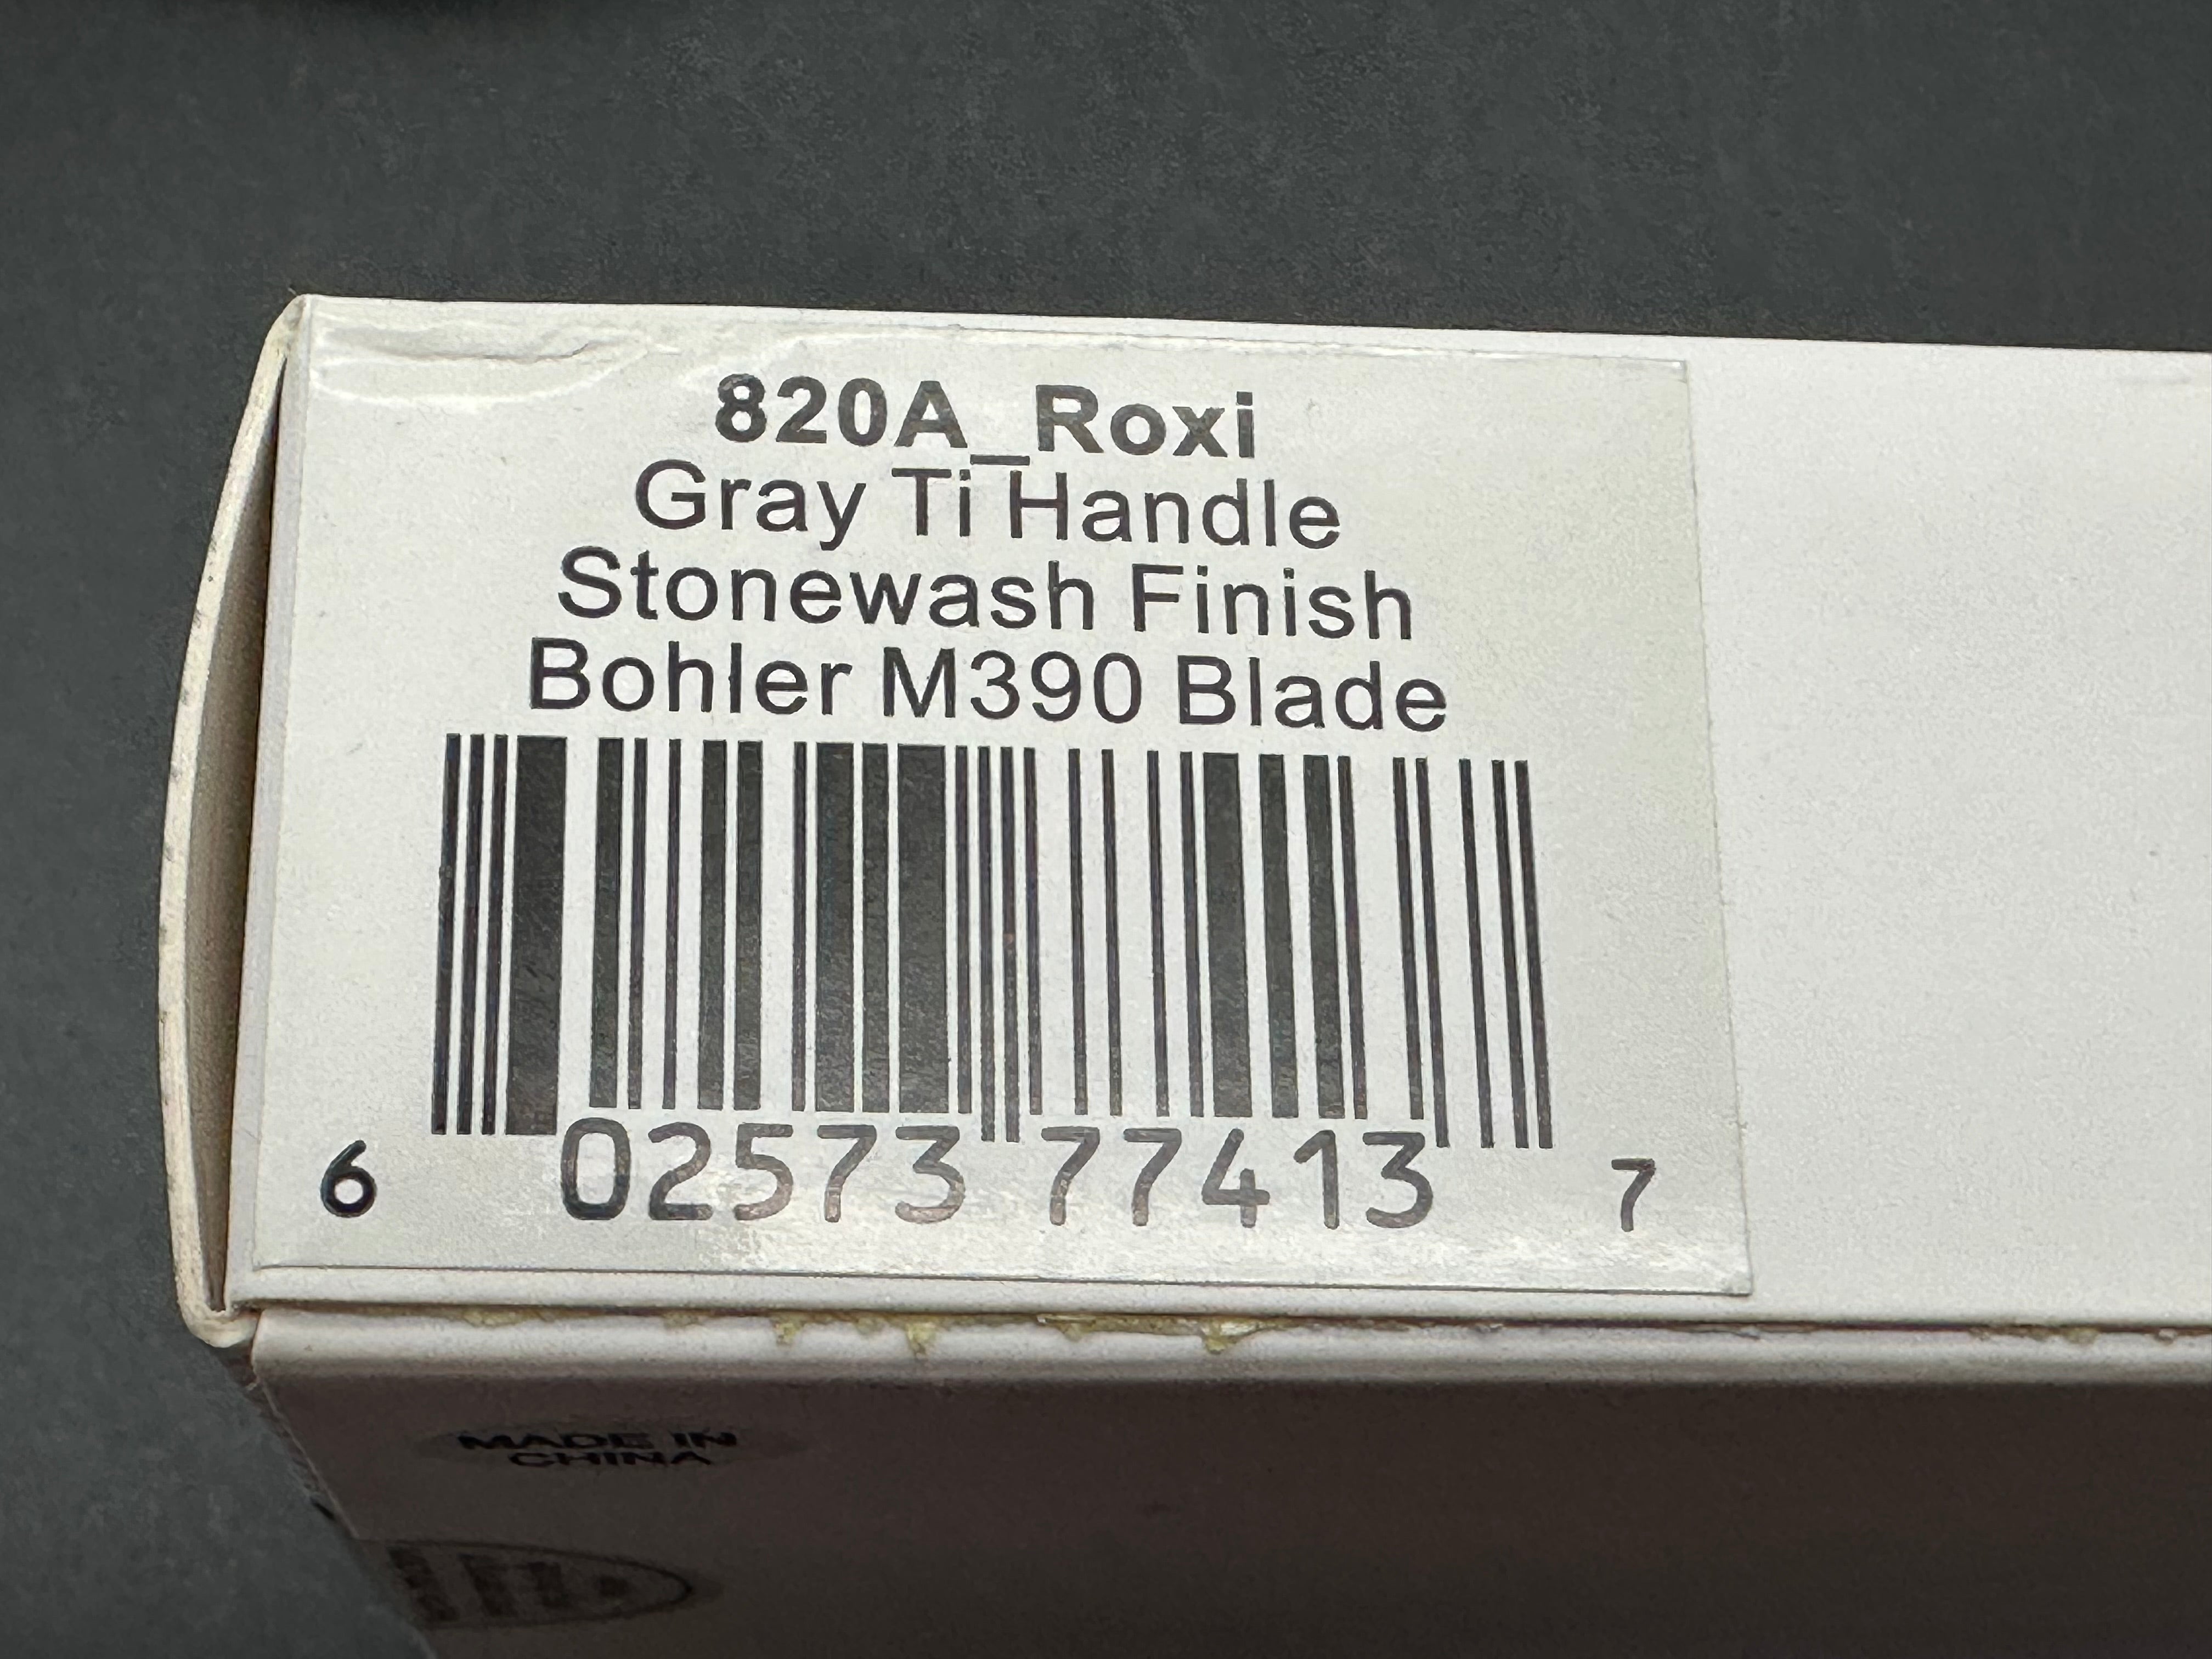 820A_Roxi
Gray Ti Handle
Stonewash Finish
Bohler M390 Blade
6 02573 77413 7
MADE IN
CHINA